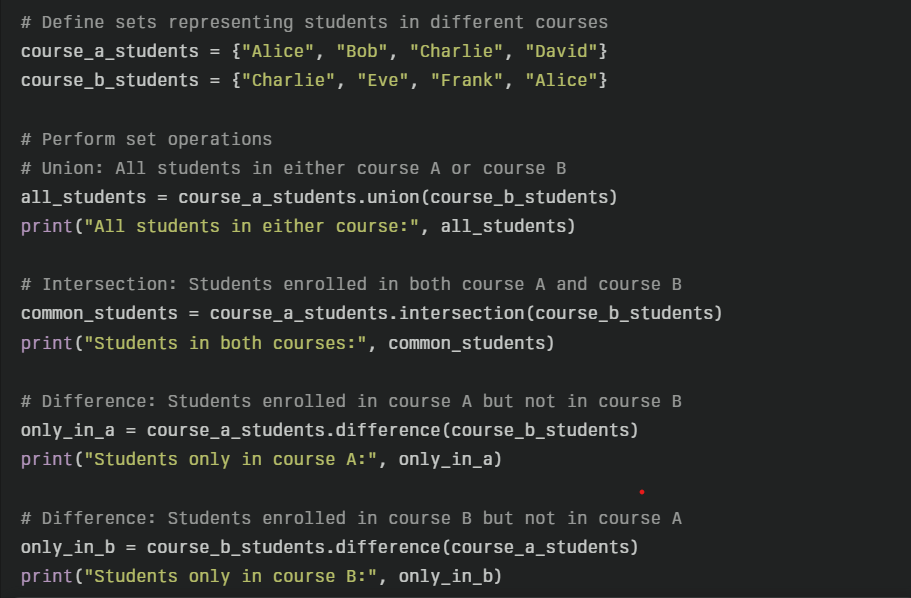 # Define sets representing students in different courses
course_a_students = {"Alice", "Bob", "Charlie", "David"}
course_b_students = {"Charlie", "Eve", "Frank", "Alice"}

# Perform set operations
# Union: All students in either course A or course B
all_students = course_a_students.union(course_b_students)
print("All students in either course:", all_students)

# Intersection: Students enrolled in both course A and course B
common_students = course_a_students.intersection(course_b_students)
print("Students in both courses:", common_students)

# Difference: Students enrolled in course A but not in course B
only_in_a = course_a_students.difference(course_b_students)
print("Students only in course A:", only_in_a)

# Difference: Students enrolled in course B but not in course A
only_in_b = course_b_students.difference(course_a_students)
print("Students only in course B:", only_in_b)